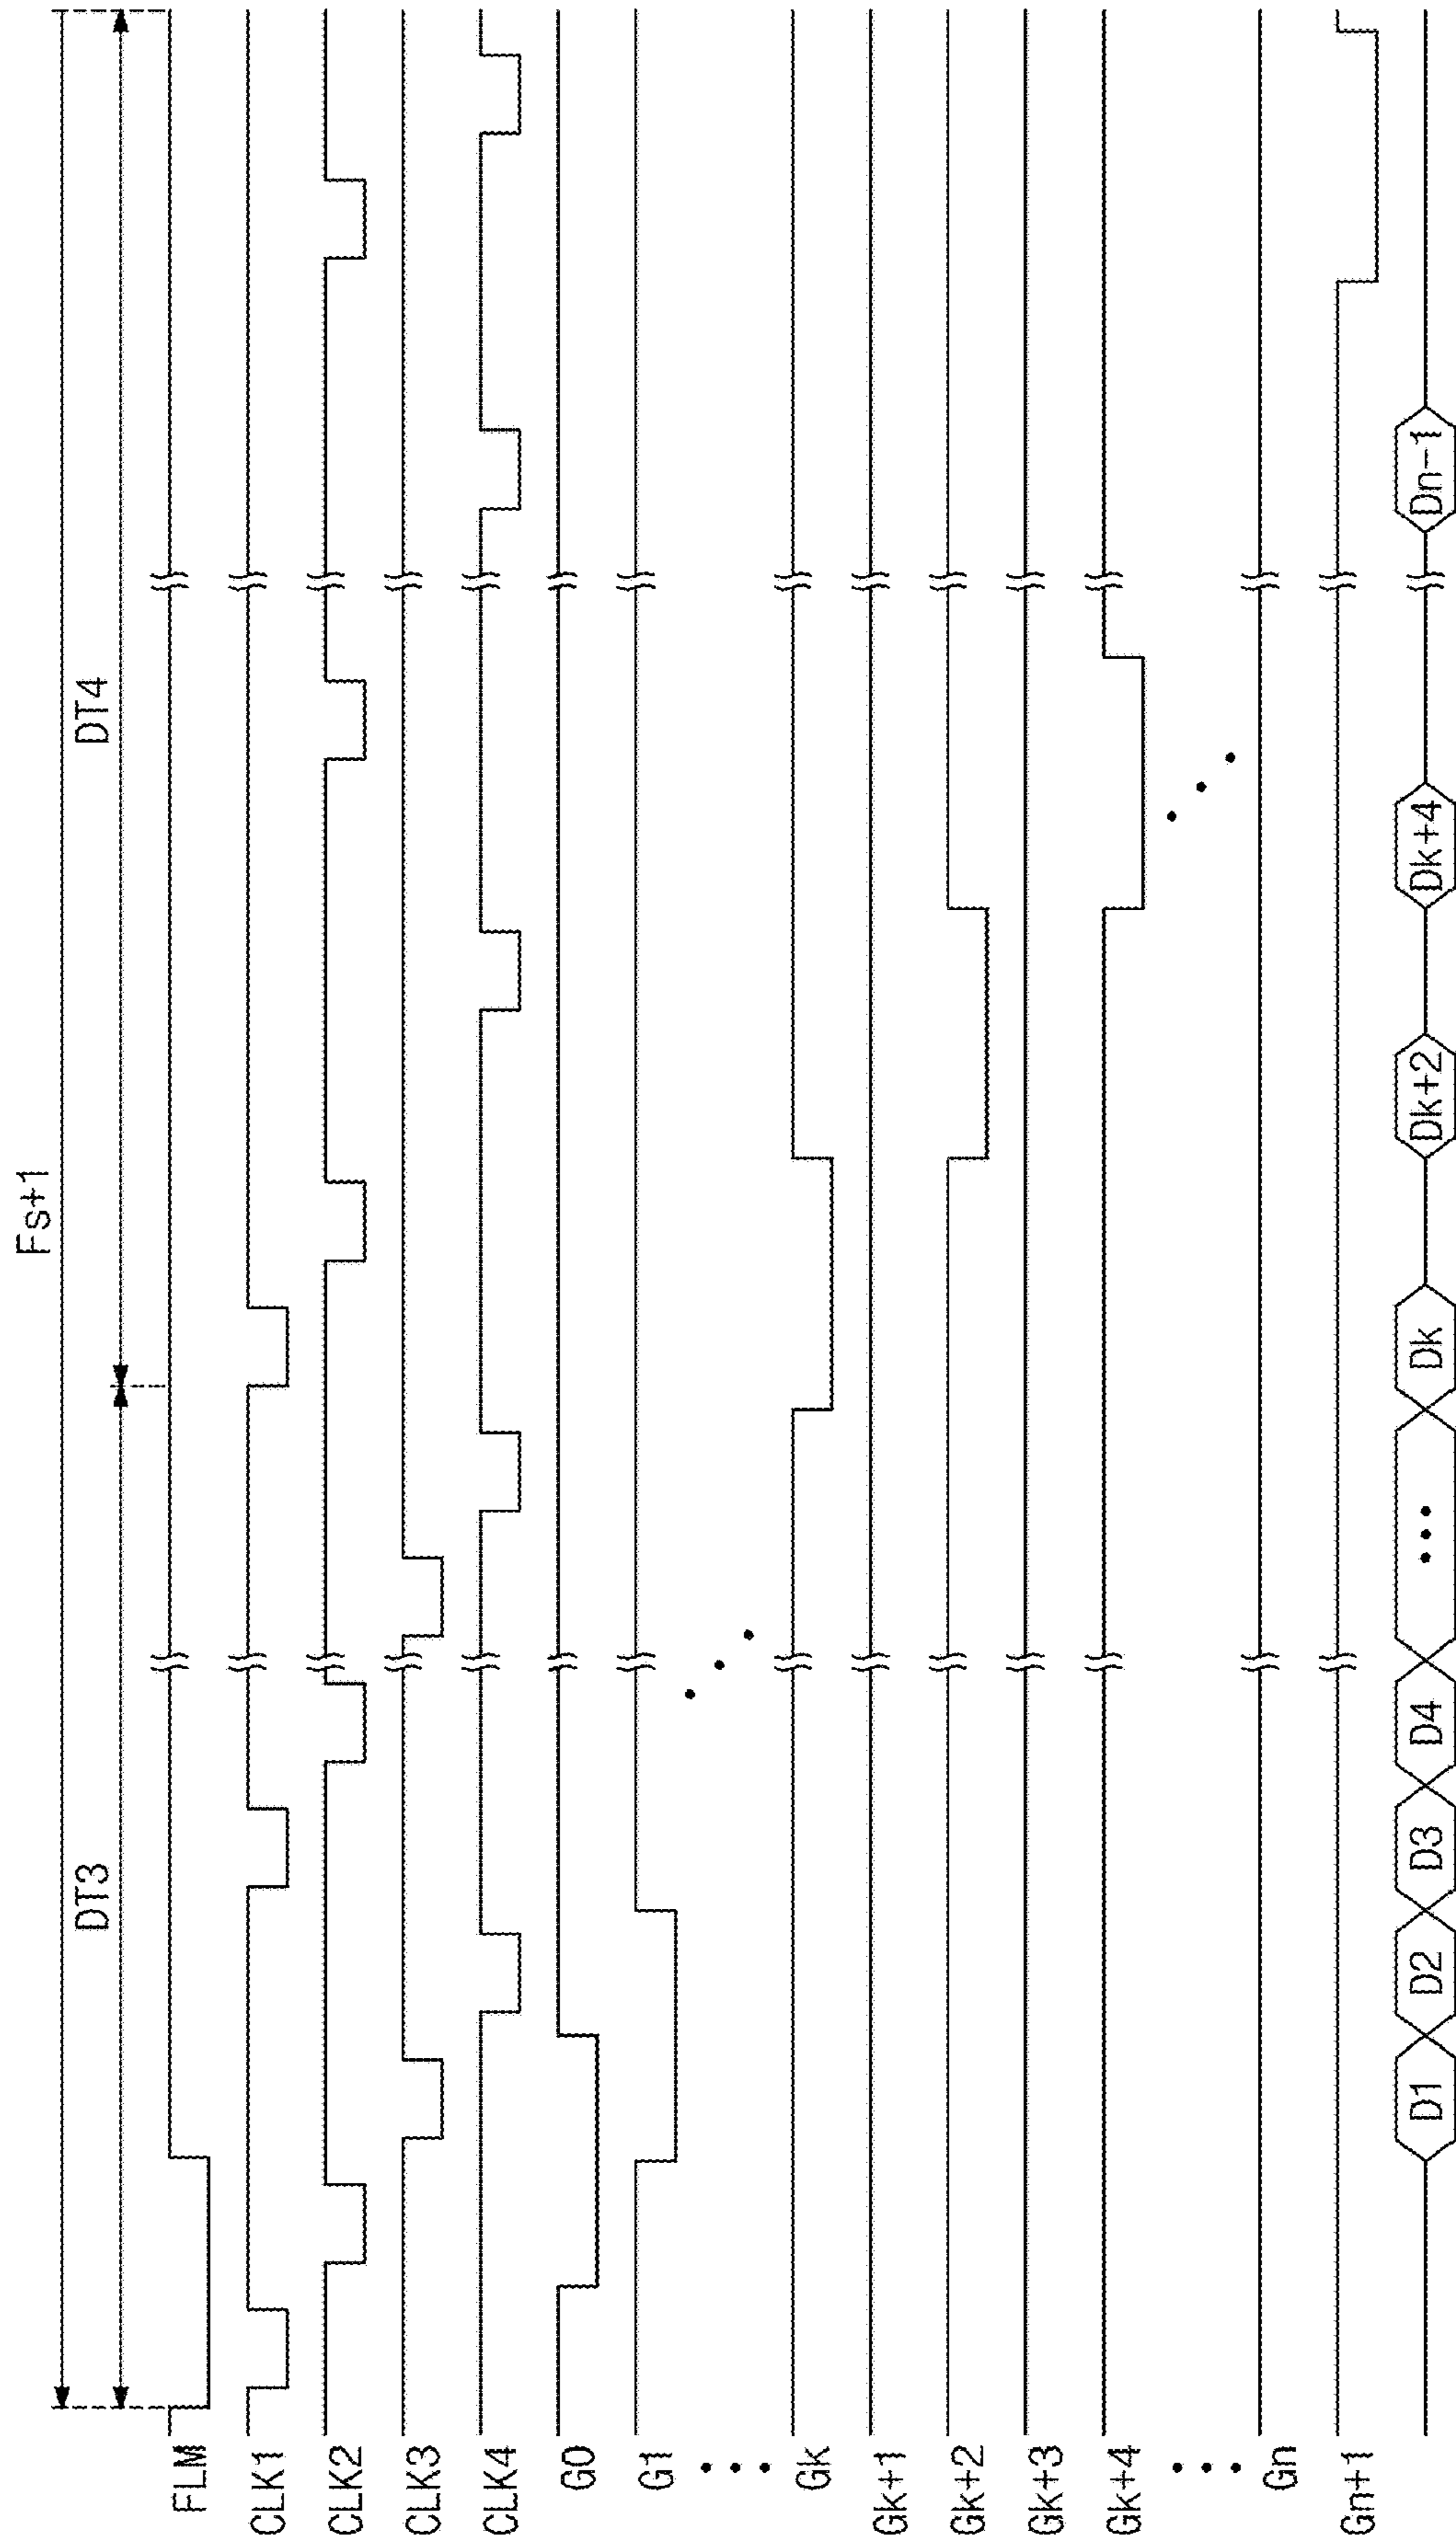 Fs+1
DT3 DT4
FLM
CLK1
CLK2
CLK3
CLK4
G0
G1
Gk
Gk+1
Gk+2
Gk+3
Gk+4
Gn
Gn+1
D1 D2 D3 D4 ••• Dk Dk+2 Dk+4 Dn-1